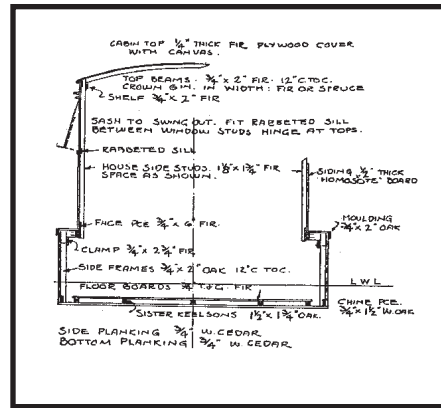 CABIN TOP 1/4" THICK FIR PLYWOOD COVER
WITH CANVAS.
TOP BEAMS. 3/4" x 2" FIR. 12" C. TO C.
CROWN 6 IN. IN WIDTH. FIR OR SPRUCE
SHELF 3/4" x 2" FIR
SASH TO SWING OUT. FIT RABBETED SILL
BETWEEN WINDOW STUDS HINGE AT TOPS.
RABBETED SILL
HOUSE SIDE STUDS. 1 1/8" x 1 3/4" FIR
SPACE AS SHOWN.
SIDING 1/2" THICK
"HOMOSOTE" BOARD
FACE PCE 3/4" x 6" FIR.
MOULDING
3/4" x 2" OAK
CLAMP 3/4" x 2 3/4" FIR
SIDE FRAMES 3/4" x 2" OAK 12" C TO C.
LWL
FLOOR BOARDS 3/4 T & G. FIR
CHINE PCE.
3/4" x 1 1/2" W. OAK
SISTER KEELSONS 1 1/2" x 1 3/4" OAK.
SIDE PLANKING 3/4" W. CEDAR
BOTTOM PLANKING 3/4" W. CEDAR